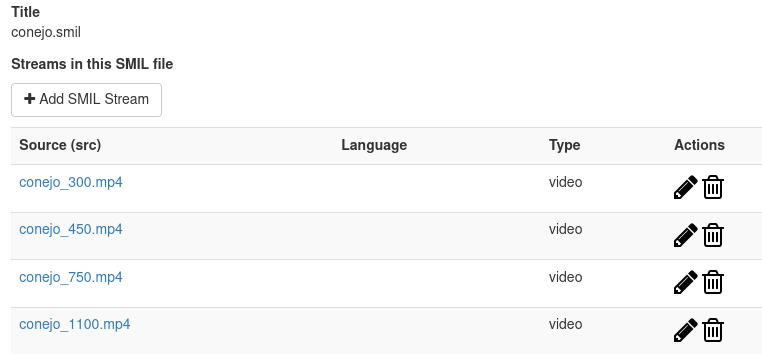 Title
conejo.smil
Streams in this SMIL file
Add SMIL Stream
Source (src) Language Type Actions
conejo_300.mp4 video
conejo_450.mp4 video
conejo_750.mp4 video
conejo_1100.mp4 video